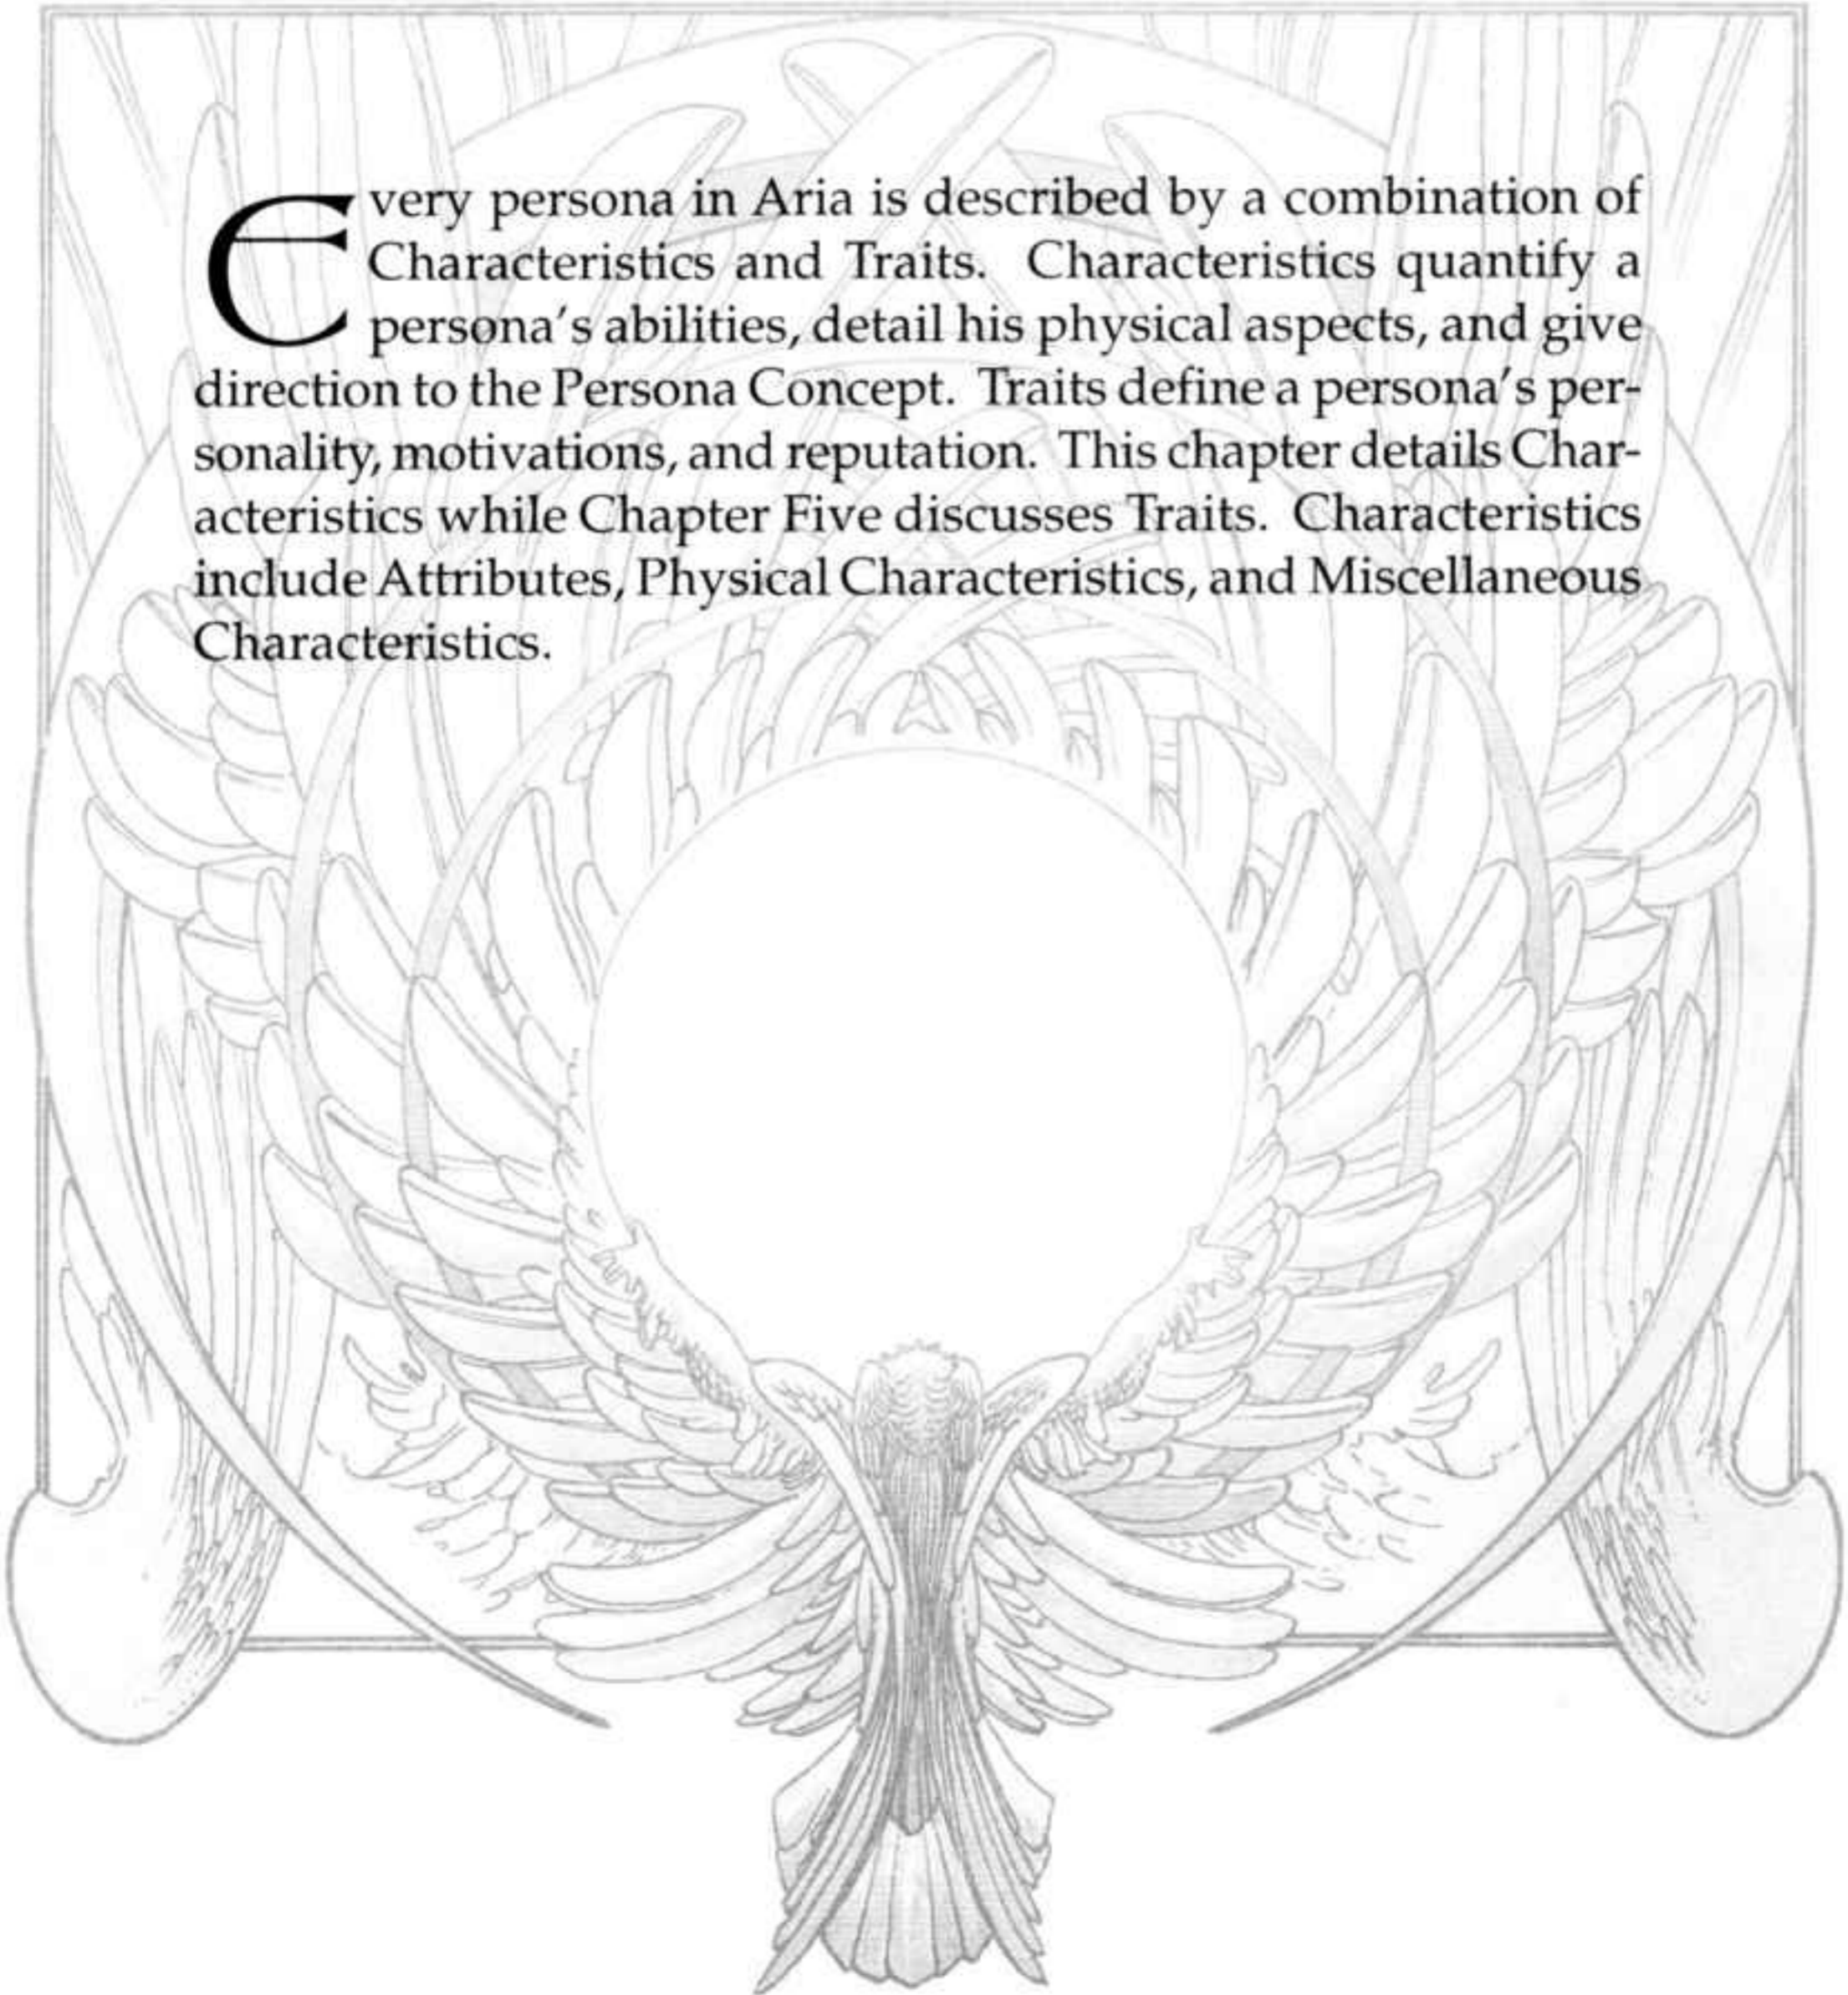 Every persona in Aria is described by a combination of
Characteristics and Traits. Characteristics quantify a
persona's abilities, detail his physical aspects, and give
direction to the Persona Concept. Traits define a persona's per-
sonality, motivations, and reputation. This chapter details Char-
acteristics while Chapter Five discusses Traits. Characteristics
include Attributes, Physical Characteristics, and Miscellaneous
Characteristics.